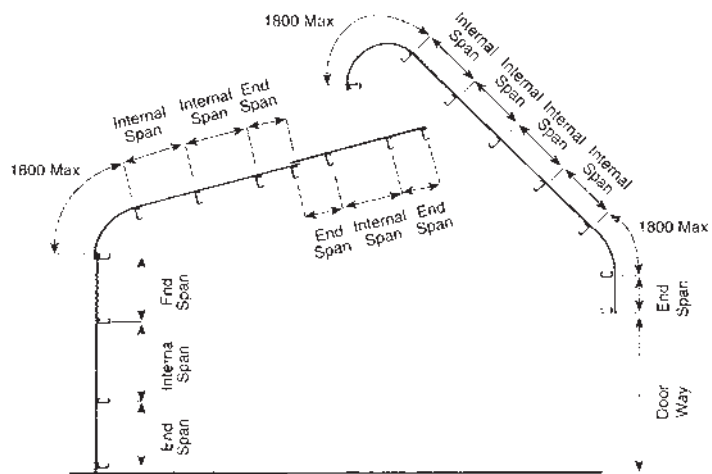 1800 Max
Internal
Span
Internal
Span
Internal
Span
Internal
Span
1800 Max
End
Span
Door
Way
Internal
Span
Internal
Span
End
Span
1800 Max
End
Span
Internal
Span
End
Span
End
Span
Interna
Span
End
Span